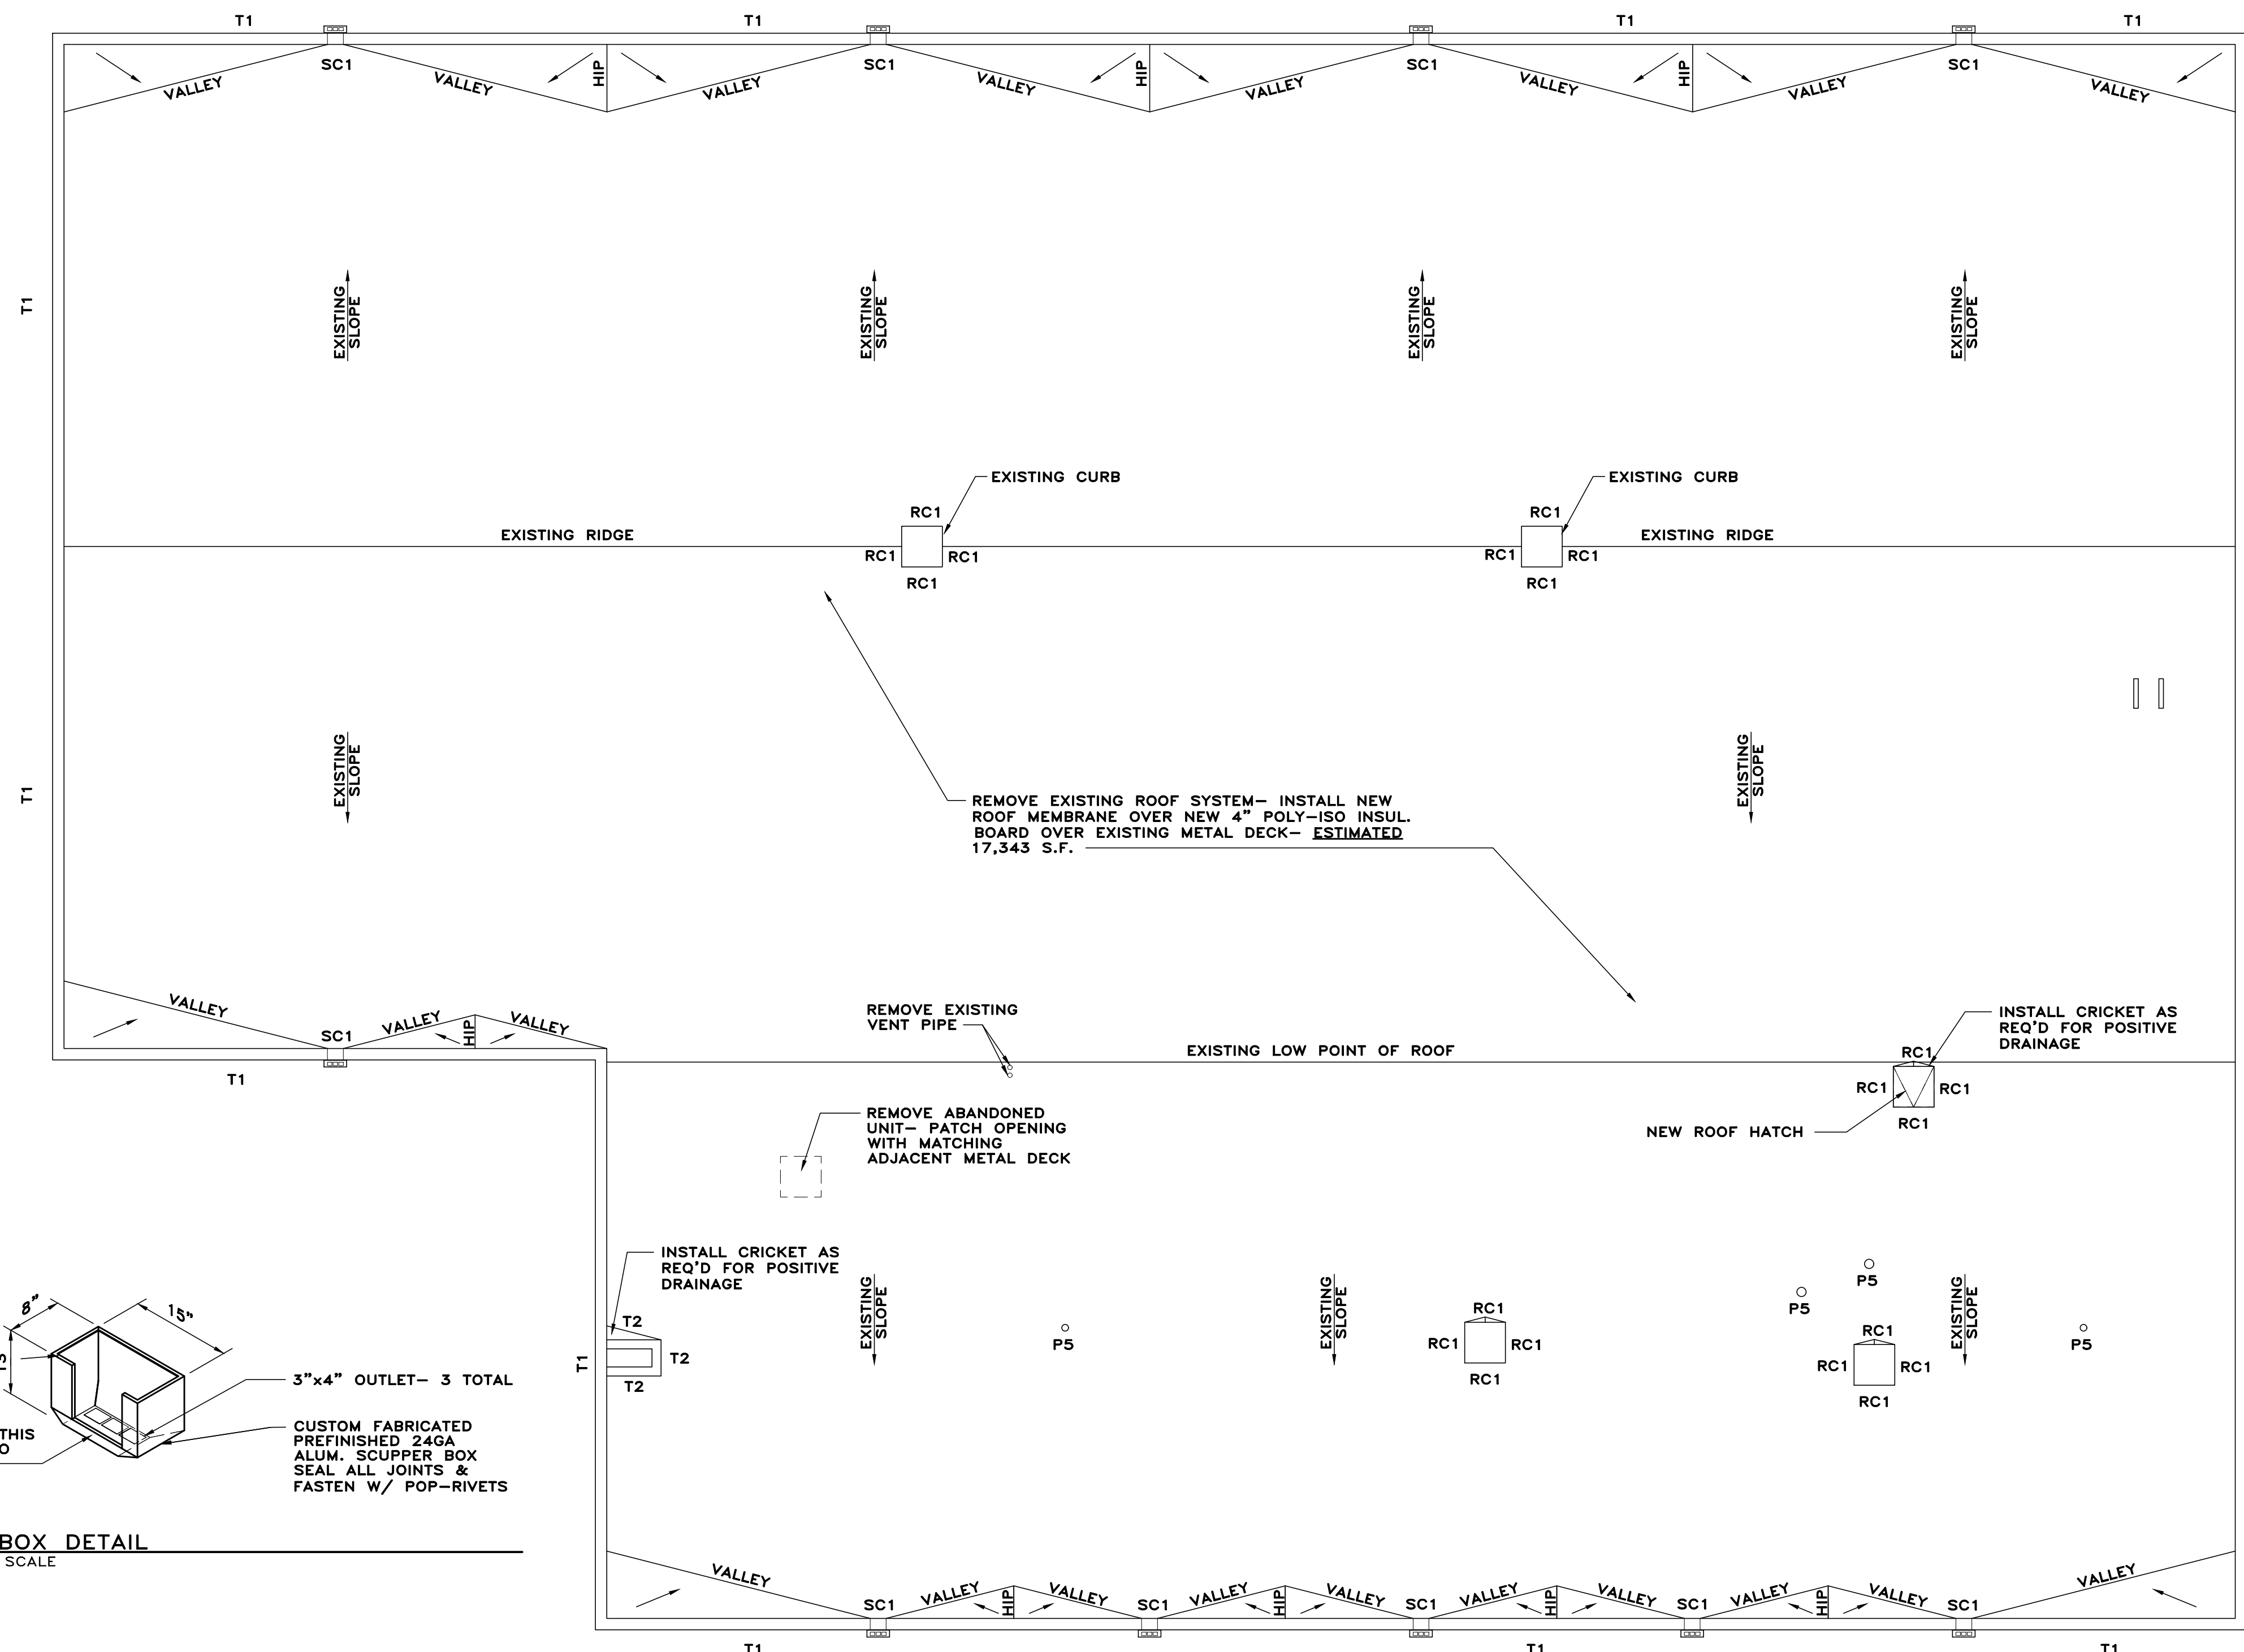 T1
T1
T1
T1
SC1
SC1
SC1
SC1
VALLEY
VALLEY
HIP
VALLEY
VALLEY
HIP
VALLEY
VALLEY
HIP
VALLEY
VALLEY
T1
EXISTING
SLOPE
EXISTING
SLOPE
EXISTING
SLOPE
EXISTING
SLOPE
EXISTING CURB
EXISTING CURB
RC1
RC1
EXISTING RIDGE
EXISTING RIDGE
RC1
RC1
RC1
RC1
RC1
RC1
T1
EXISTING
SLOPE
EXISTING
SLOPE
REMOVE EXISTING ROOF SYSTEM— INSTALL NEW
ROOF MEMBRANE OVER NEW 4" POLY—ISO INSUL.
BOARD OVER EXISTING METAL DECK— ESTIMATED
17,343 S.F.
VALLEY
SC1
VALLEY
HIP
VALLEY
T1
REMOVE EXISTING
VENT PIPE
EXISTING LOW POINT OF ROOF
INSTALL CRICKET AS
REQ'D FOR POSITIVE
DRAINAGE
RC1
RC1
RC1
RC1
NEW ROOF HATCH
REMOVE ABANDONED
UNIT— PATCH OPENING
WITH MATCHING
ADJACENT METAL DECK
INSTALL CRICKET AS
REQ'D FOR POSITIVE
DRAINAGE
T2
T2
T2
T1
EXISTING
SLOPE
P5
EXISTING
SLOPE
RC1
RC1
RC1
RC1
P5
P5
RC1
RC1
RC1
RC1
EXISTING
SLOPE
P5
8"
15"
3"x4" OUTLET— 3 TOTAL
CUSTOM FABRICATED
PREFINISHED 24GA
ALUM. SCUPPER BOX
SEAL ALL JOINTS &
FASTEN W/ POP—RIVETS
THIS
BOX DETAIL
SCALE
VALLEY
SC1
VALLEY
HIP
VALLEY
SC1
VALLEY
HIP
VALLEY
SC1
VALLEY
HIP
VALLEY
SC1
VALLEY
HIP
VALLEY
SC1
VALLEY
T1
T1
T1